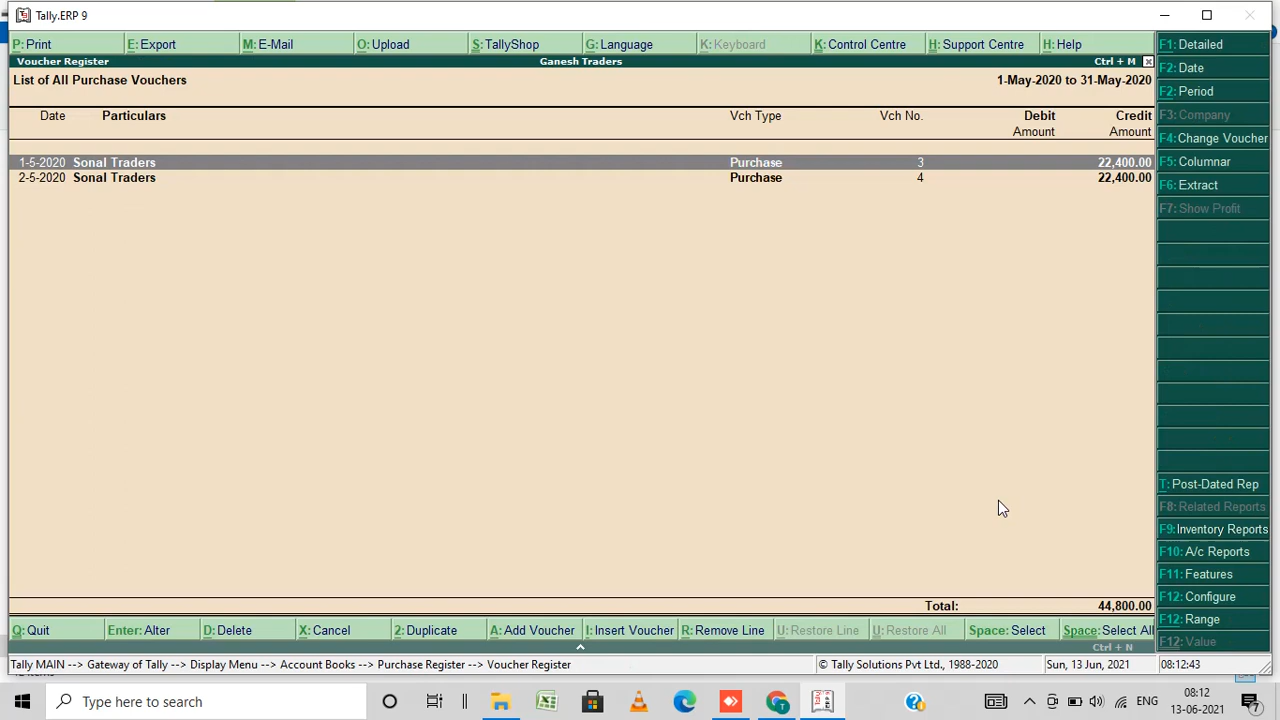 Tally.ERP 9
P: Print E: Export M: E-Mail O: Upload S: TallyShop G: Language K: Keyboard K: Control Centre H: Support Centre H: Help
Voucher Register Ganesh Traders Ctrl + M
List of All Purchase Vouchers 1-May-2020 to 31-May-2020
Date Particulars Vch Type Vch No. Debit Credit
Amount Amount
1-5-2020 Sonal Traders Purchase 3 22,400.00
2-5-2020 Sonal Traders Purchase 4 22,400.00
Total: 44,800.00
F1: Detailed
F2: Date
F2: Period
F3: Company
F4: Change Voucher
F5: Columnar
F6: Extract
F7: Show Profit
T: Post-Dated Rep
F8: Related Reports
F9: Inventory Reports
F10: A/c Reports
F11: Features
F12: Configure
F12: Range
F12: Value
Q: Quit Enter: Alter D: Delete X: Cancel 2: Duplicate A: Add Voucher I: Insert Voucher R: Remove Line U: Restore Line U: Restore All Space: Select Space: Select All
Ctrl + N
Tally MAIN --> Gateway of Tally --> Display Menu --> Account Books --> Purchase Register --> Voucher Register © Tally Solutions Pvt Ltd., 1988-2020 Sun, 13 Jun, 2021 08:12:43
Type here to search ENG 08:12
13-06-2021 7